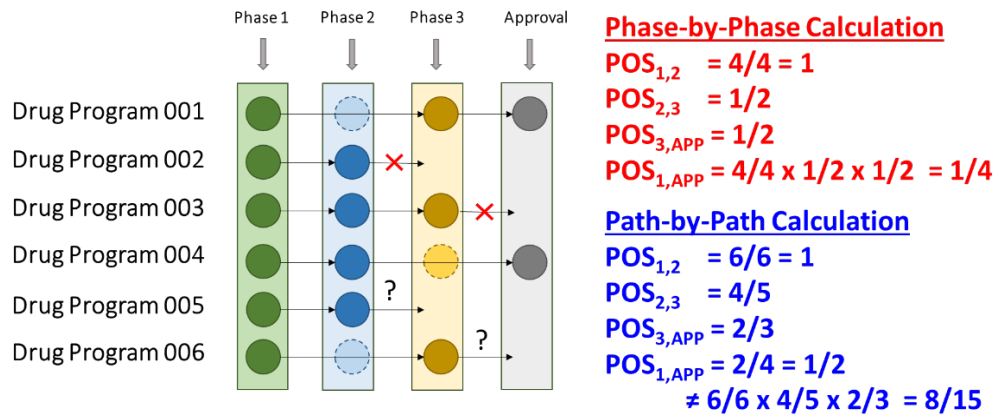 Phase 1 Phase 2 Phase 3 Approval
Drug Program 001
Drug Program 002
Drug Program 003
Drug Program 004
Drug Program 005
?
Drug Program 006
?
Phase-by-Phase Calculation
POS1,2 = 4/4 = 1
POS2,3 = 1/2
POS3,APP = 1/2
POS1,APP = 4/4 x 1/2 x 1/2 = 1/4
Path-by-Path Calculation
POS1,2 = 6/6 = 1
POS2,3 = 4/5
POS3,APP = 2/3
POS1,APP = 2/4 = 1/2
≠ 6/6 x 4/5 x 2/3 = 8/15